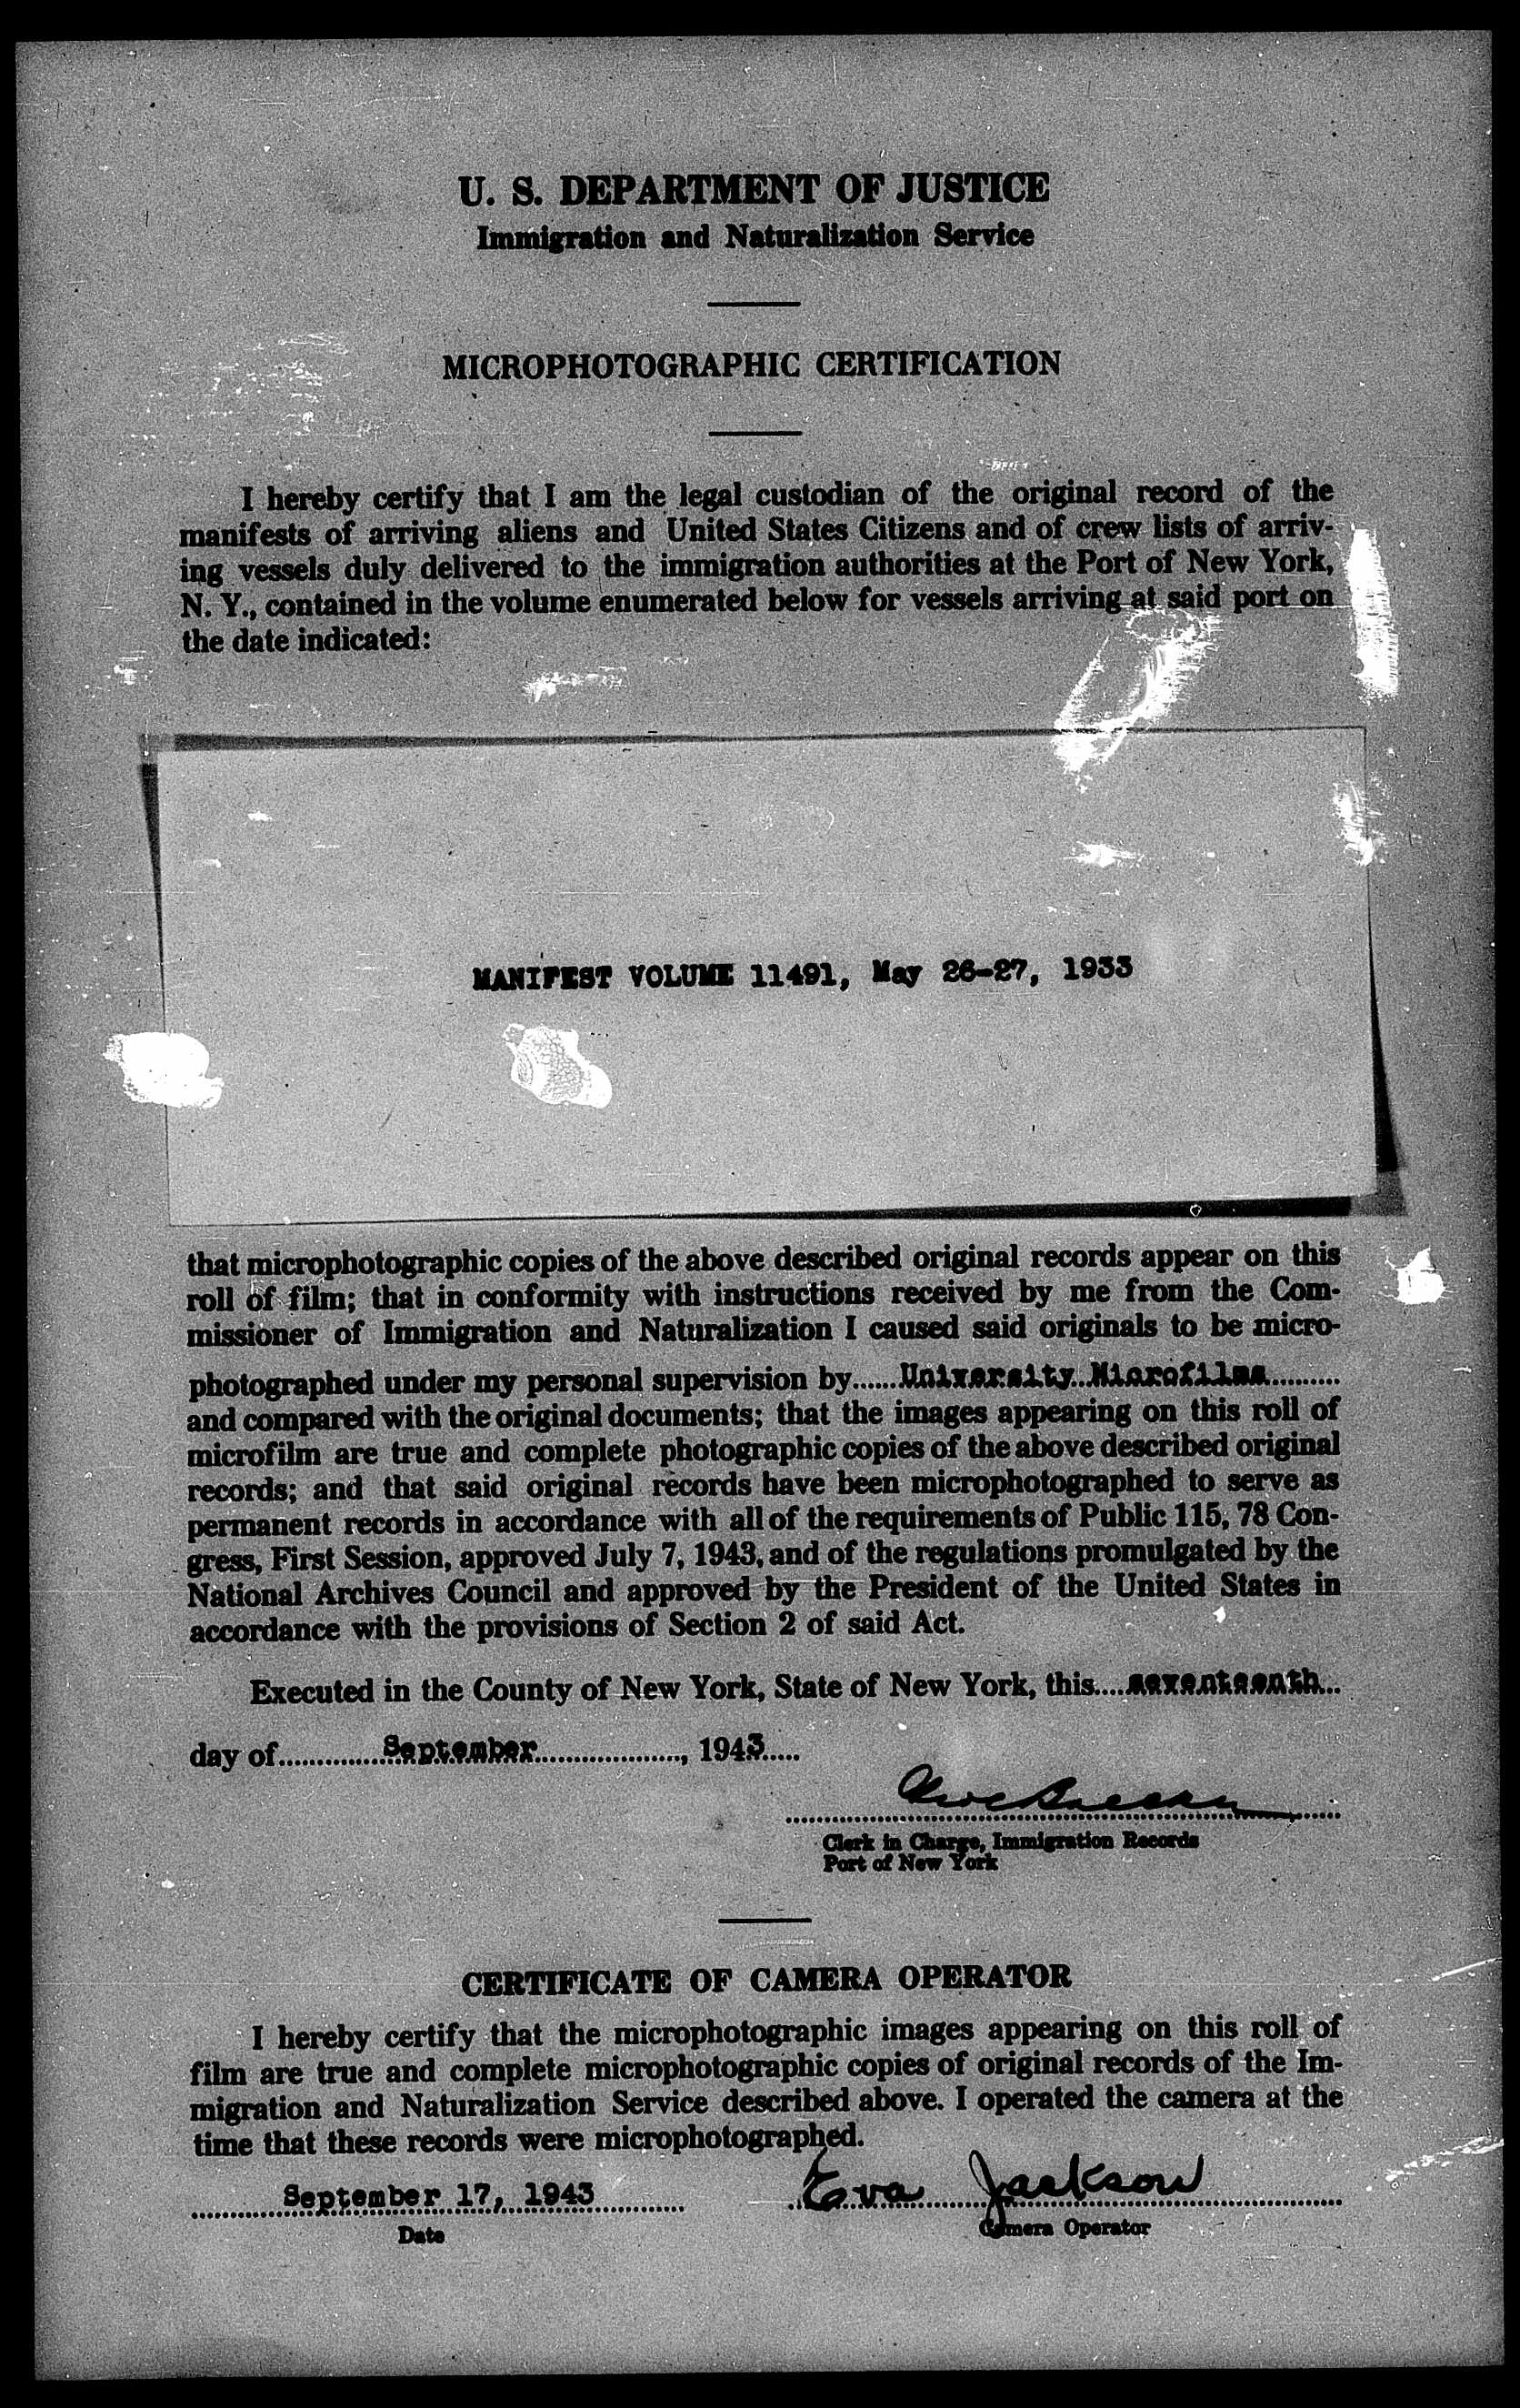 U. S. DEPARTMENT OF JUSTICE
Immigration and Naturalization Service
MICROPHOTOGRAPHIC CERTIFICATION
I hereby certify that I am the legal custodian of the original record of the
manifests of arriving aliens and United States Citizens and of crew lists of arriv-
ing vessels duly delivered to the immigration authorities at the Port of New York,
N. Y., contained in the volume enumerated below for vessels arriving at said port on
the date indicated:
MANIFEST VOLUME 11491, May 26-27, 1933
that microphotographic copies of the above described original records appear on this
roll of film; that in conformity with instructions received by me from the Com-
missioner of Immigration and Naturalization I caused said originals to be micro-
photographed under my personal supervision by......University Microfilms..........
and compared with the original documents; that the images appearing on this roll of
microfilm are true and complete photographic copies of the above described original
records; and that said original records have been microphotographed to serve as
permanent records in accordance with all of the requirements of Public 115, 78 Con-
gress, First Session, approved July 7, 1943, and of the regulations promulgated by the
National Archives Council and approved by the President of the United States in
accordance with the provisions of Section 2 of said Act.
Executed in the County of New York, State of New York, this....seventeenth...
day of..............September..................., 1943.....
Clerk in Charge, Immigration Records
Port of New York
CERTIFICATE OF CAMERA OPERATOR
I hereby certify that the microphotographic images appearing on this roll of
film are true and complete microphotographic copies of original records of the Im-
migration and Naturalization Service described above. I operated the camera at the
time that these records were microphotographed.
September 17, 1943 Eva Jackson
Date Camera Operator